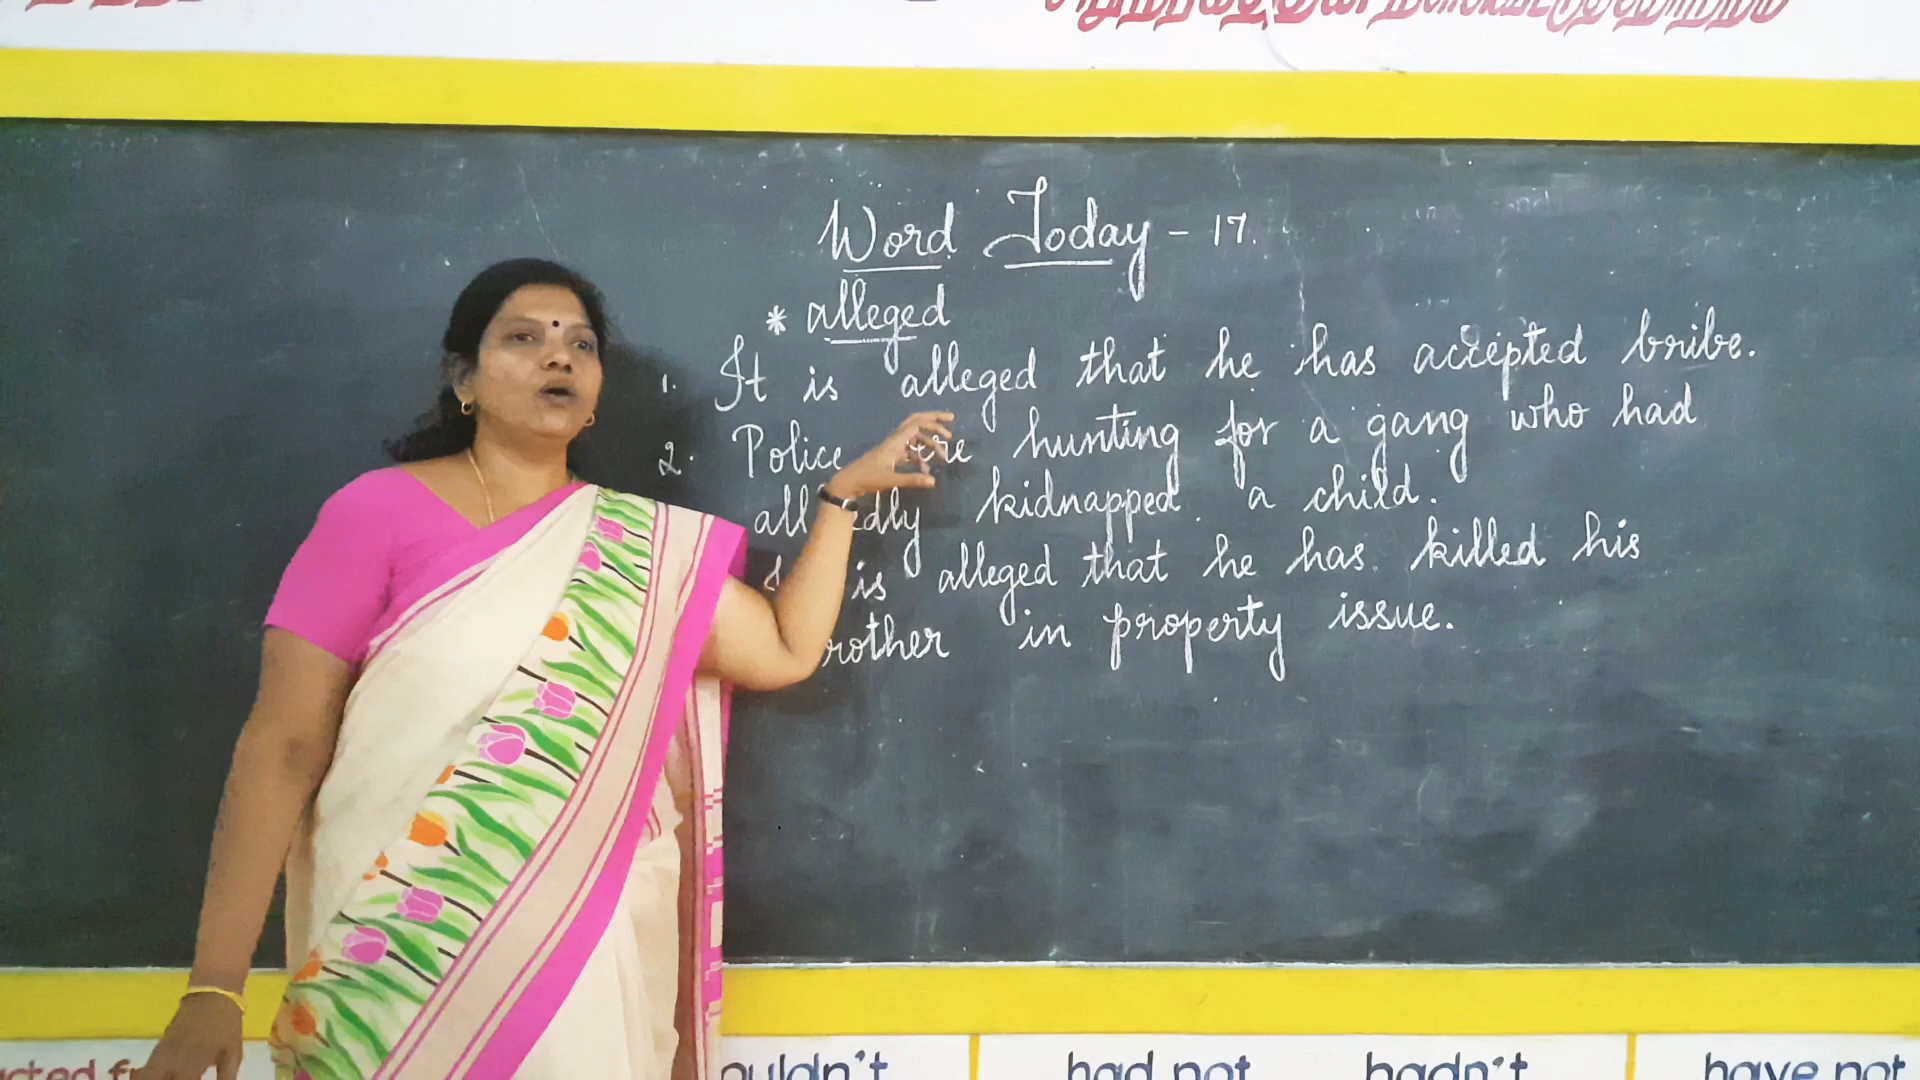 Word Today - 17.
* alleged
1. It is alleged that he has accepted bribe.
2. Police hunting for a gang who had
kidnapped a child.
is alleged that he has killed his
in property issue.
had not hadn't have not